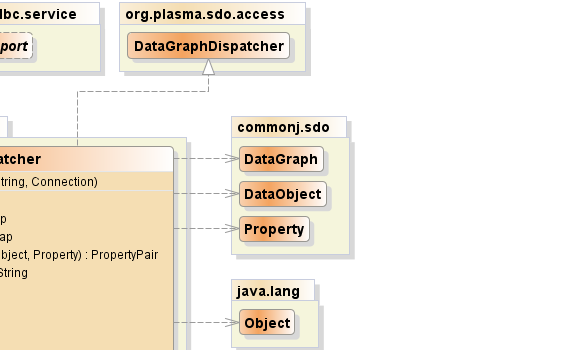 lbc.service
port
org.plasma.sdo.access
DataGraphDispatcher
atcher
tring, Connection)
p
ap
bject, Property) : PropertyPair
String
commonj.sdo
DataGraph
DataObject
Property
java.lang
Object